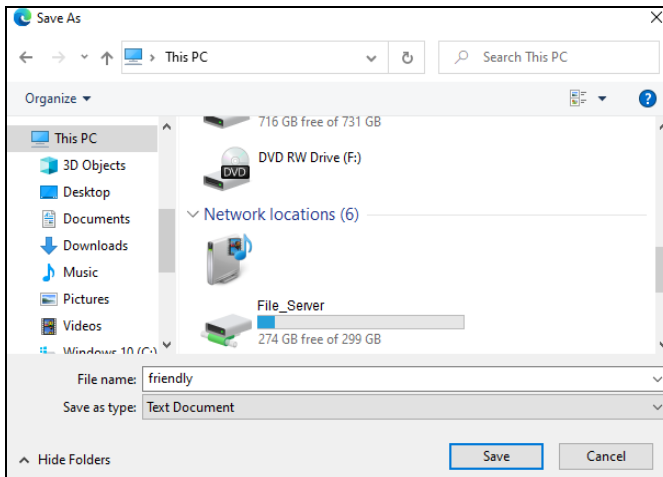 Save As
This PC
Search This PC
Organize
This PC
3D Objects
Desktop
Documents
Downloads
Music
Pictures
Videos
Windows 10 (C:)
716 GB free of 731 GB
DVD RW Drive (F:)
DVD
Network locations (6)
File_Server
274 GB free of 299 GB
File name: friendly
Save as type: Text Document
Hide Folders
Save
Cancel